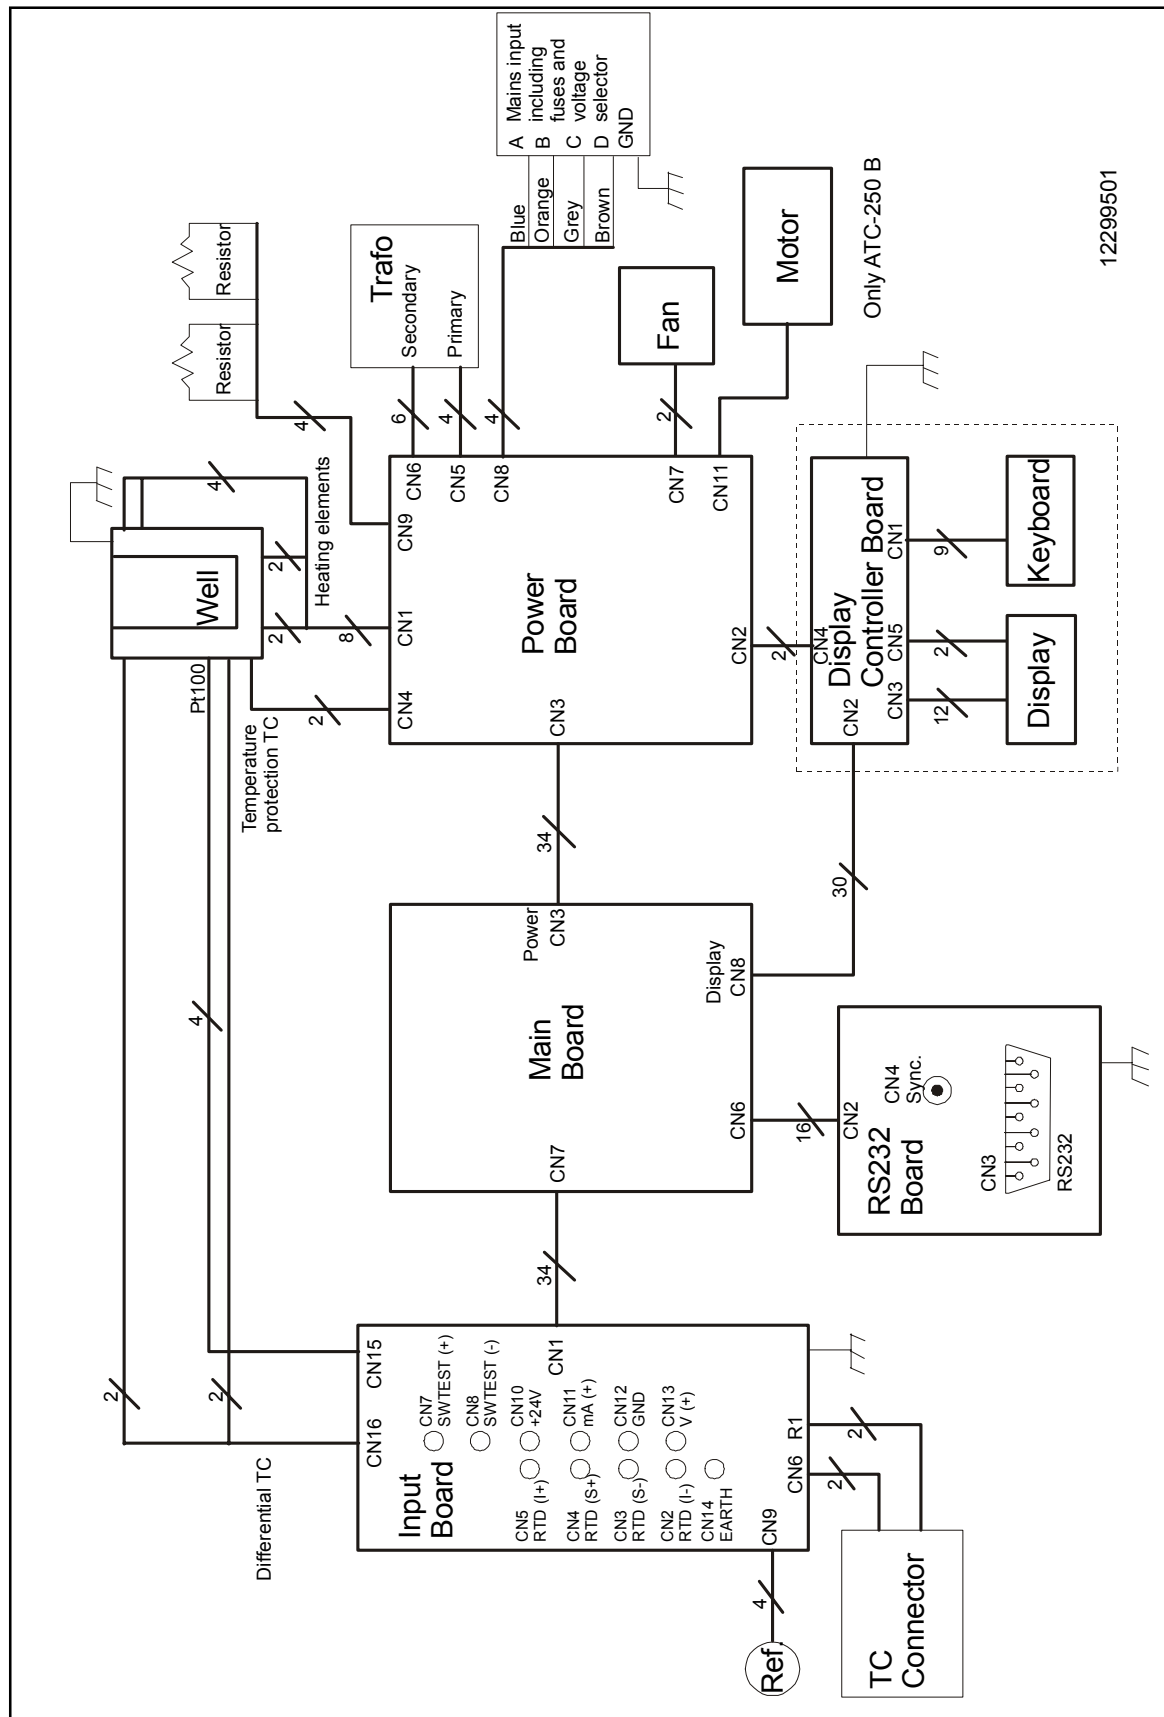 Differential TC
2
2
4
Pt100
Temperature
protection TC
2
Well
2
2
8
4
Heating elements
Resistor
Resistor
4
Input
Board
CN16
CN15
CN7
SWTEST (+)
CN8
SWTEST (-)
CN5
RTD (I+)
CN10
+24V
CN4
RTD (S+)
CN11
mA (+)
CN3
RTD (S-)
CN12
GND
CN2
RTD (I-)
CN13
V (+)
CN14
EARTH
CN1
CN9
CN6
R1
4
Ref.
2
2
TC
Connector
34
Main
Board
CN7
Power
CN3
Display
CN8
CN6
16
RS232
Board
CN2
CN4
Sync.
CN3
RS232
34
30
Power
Board
CN4
CN1
CN9
CN3
CN6
CN5
CN8
CN7
CN11
CN2
6
4
4
2
Trafo
Secondary
Primary
Blue
Orange
Grey
Brown
A
B
C
D
GND
Mains input
including
fuses and
voltage
selector
Fan
Motor
Only ATC-250 B
2
Display
Controller Board
CN2
CN4
CN3
CN5
CN1
12
2
9
Display
Keyboard
12299501